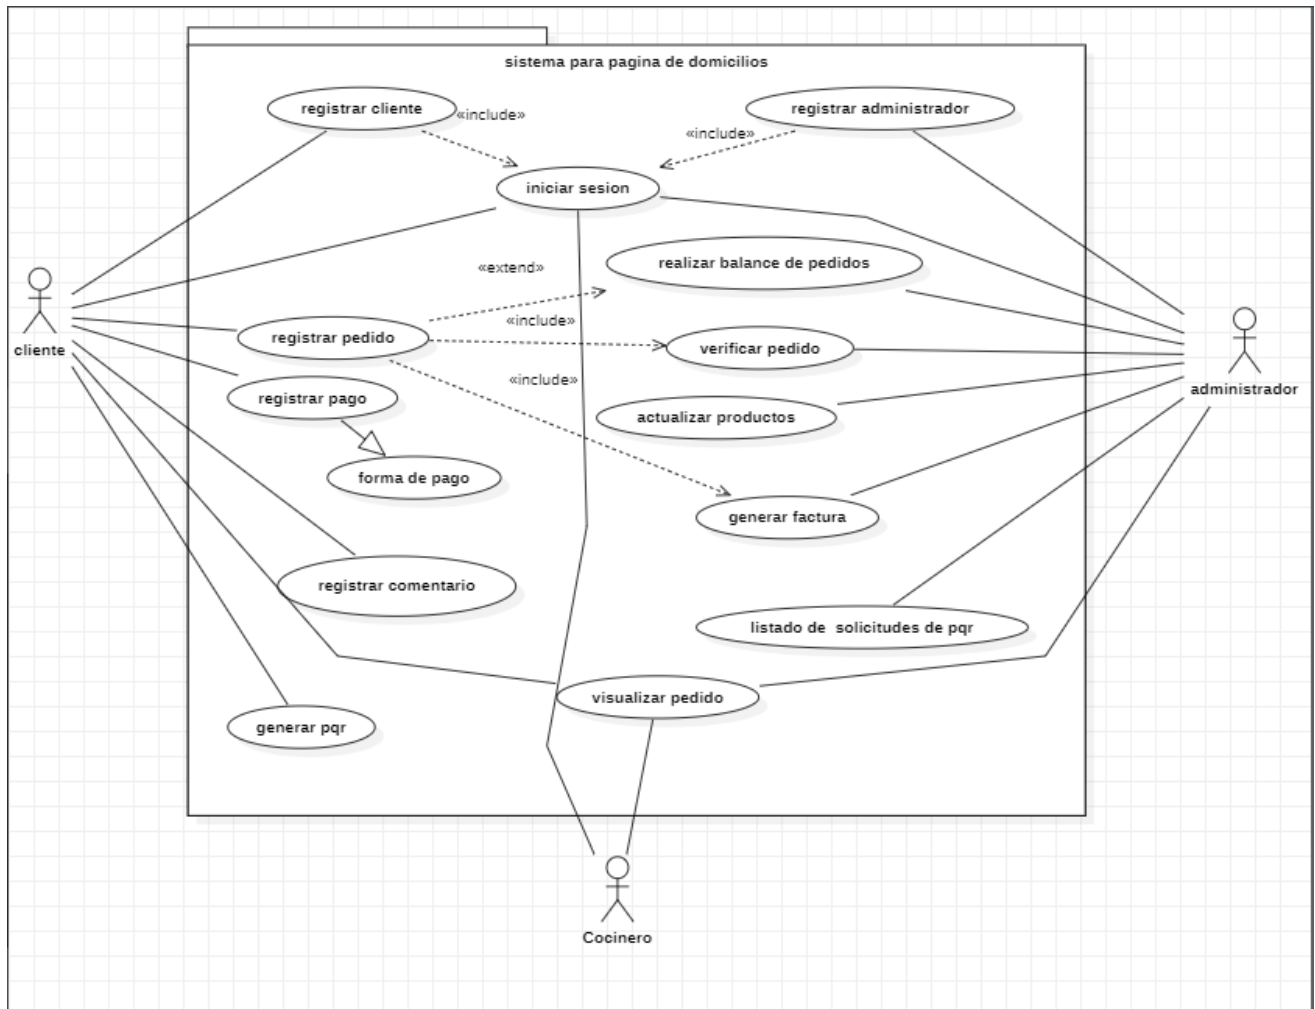 sistema para pagina de domicilios
registrar cliente
«include»
registrar administrador
«include»
iniciar sesion
«extend»
realizar balance de pedidos
«include»
registrar pedido
verificar pedido
cliente
administrador
«include»
registrar pago
actualizar productos
forma de pago
generar factura
registrar comentario
listado de  solicitudes de pqr
visualizar pedido
generar pqr
Cocinero